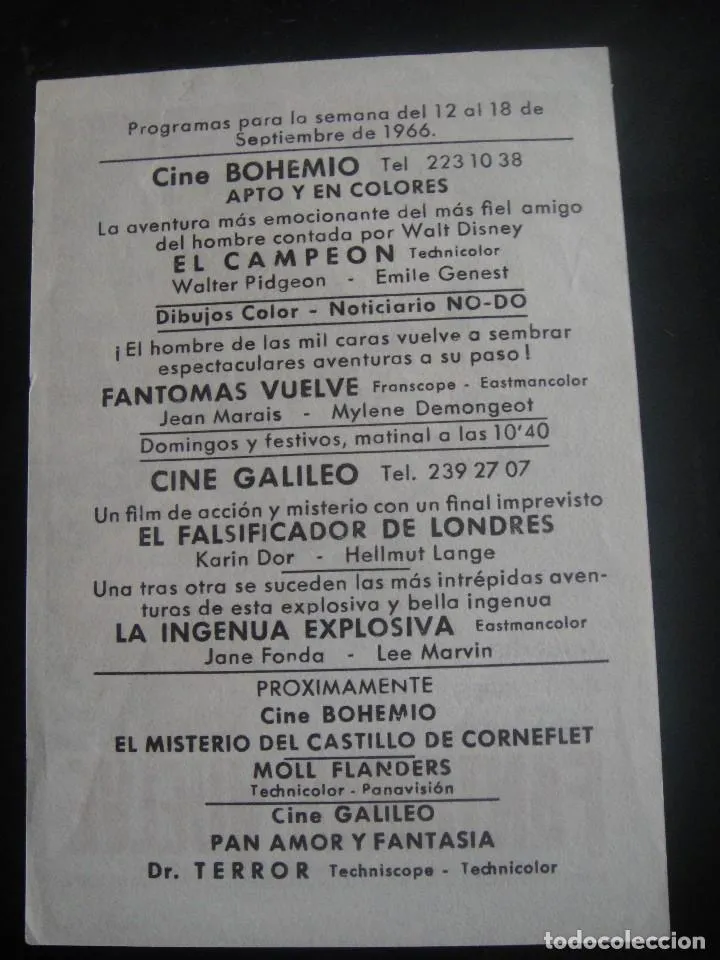 Programas para la semana del 12 al 18 de
Septiembre de 1966.
Cine BOHEMIO Tel 223 10 38
APTO Y EN COLORES
La aventura más emocionante del más fiel amigo
del hombre contada por Walt Disney
EL CAMPEON Technicolor
Walter Pidgeon - Emile Genest
Dibujos Color - Noticiario NO-DO
¡El hombre de las mil caras vuelve a sembrar
espectaculares aventuras a su paso!
FANTOMAS VUELVE Franscope - Eastmancolor
Jean Marais - Mylene Demongeot
Domingos y festivos, matinal a las 10'40
CINE GALILEO Tel. 239 27 07
Un film de acción y misterio con un final imprevisto
EL FALSIFICADOR DE LONDRES
Karin Dor - Hellmut Lange
Una tras otra se suceden las más intrépidas aven-
turas de esta explosiva y bella ingenua
LA INGENUA EXPLOSIVA Eastmancolor
Jane Fonda - Lee Marvin
PROXIMAMENTE
Cine BOHEMIO
EL MISTERIO DEL CASTILLO DE CORNEFLET
MOLL FLANDERS
Technicolor - Panavisión
Cine GALILEO
PAN AMOR Y FANTASIA
Dr. TERROR Techniscope - Technicolor
todocoleccion